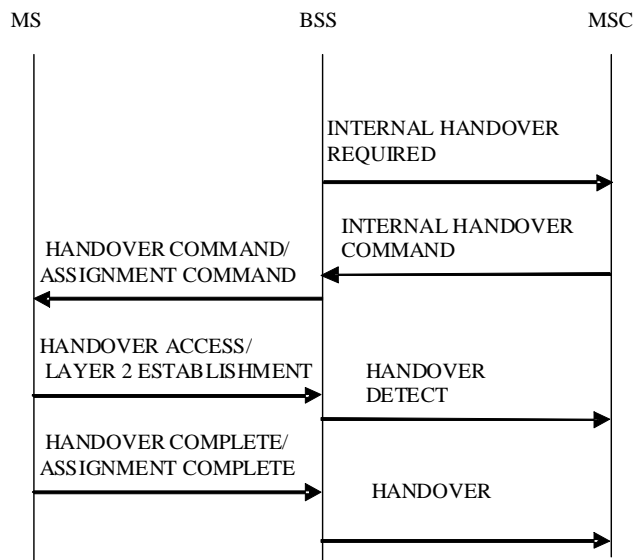 MS
BSS
MSC
INTERNAL HANDOVER
REQUIRED
INTERNAL HANDOVER
COMMAND
HANDOVER COMMAND/
ASSIGNMENT COMMAND
HANDOVER ACCESS/
LAYER 2 ESTABLISHMENT
HANDOVER
DETECT
HANDOVER COMPLETE/
ASSIGNMENT COMPLETE
HANDOVER